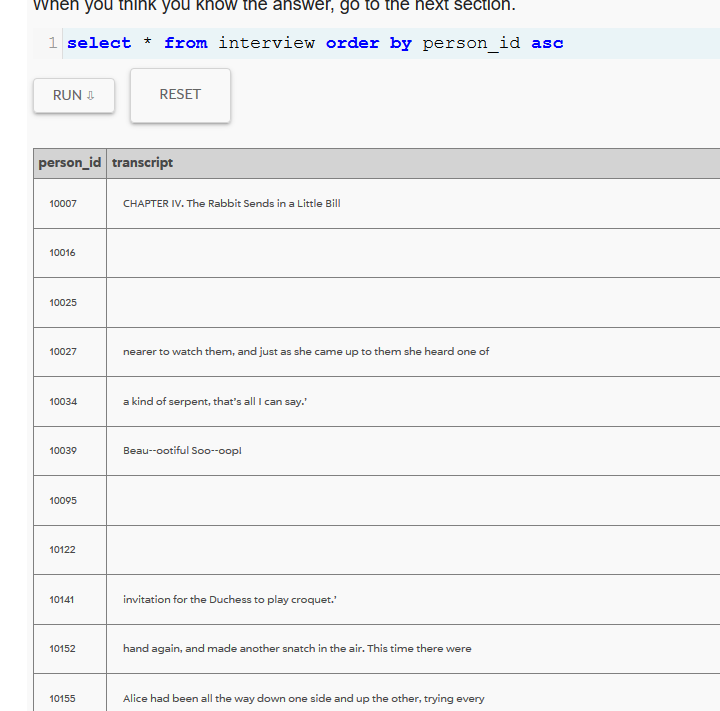 When you think you know the answer, go to the next section.
1 select * from interview order by person_id asc
RUN ⇩
RESET
person_id transcript
10007 CHAPTER IV. The Rabbit Sends in a Little Bill
10016
10025
10027 nearer to watch them, and just as she came up to them she heard one of
10034 a kind of serpent, that's all I can say.'
10039 Beau--ootiful Soo--oop!
10095
10122
10141 invitation for the Duchess to play croquet.'
10152 hand again, and made another snatch in the air. This time there were
10155 Alice had been all the way down one side and up the other, trying every